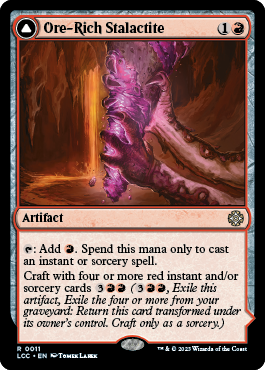 Ore-Rich Stalactite 1
Artifact
: Add . Spend this mana only to cast
an instant or sorcery spell.
Craft with four or more red instant and/or
sorcery cards 3 (3, Exile this
artifact, Exile the four or more from your
graveyard: Return this card transformed under
its owner's control. Craft only as a sorcery.)
R 0011
LCC • EN Tomek Larek
™ & © 2023 Wizards of the Coast